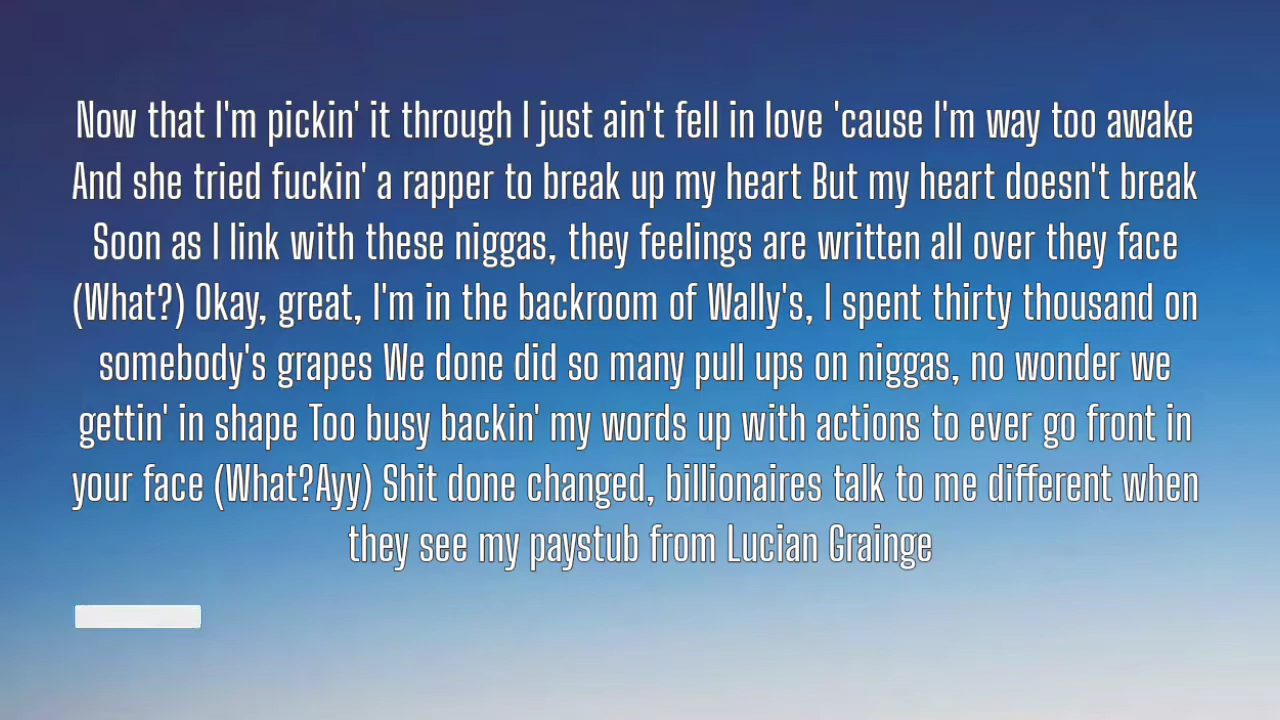 Now that I'm pickin' it through I just ain't fell in love 'cause I'm way too awake
And she tried fuckin' a rapper to break up my heart But my heart doesn't break
Soon as I link with these niggas, they feelings are written all over they face
(What?) Okay, great, I'm in the backroom of Wally's, I spent thirty thousand on
somebody's grapes We done did so many pull ups on niggas, no wonder we
gettin' in shape Too busy backin' my words up with actions to ever go front in
your face (What?Ayy) Shit done changed, billionaires talk to me different when
they see my paystub from Lucian Grainge